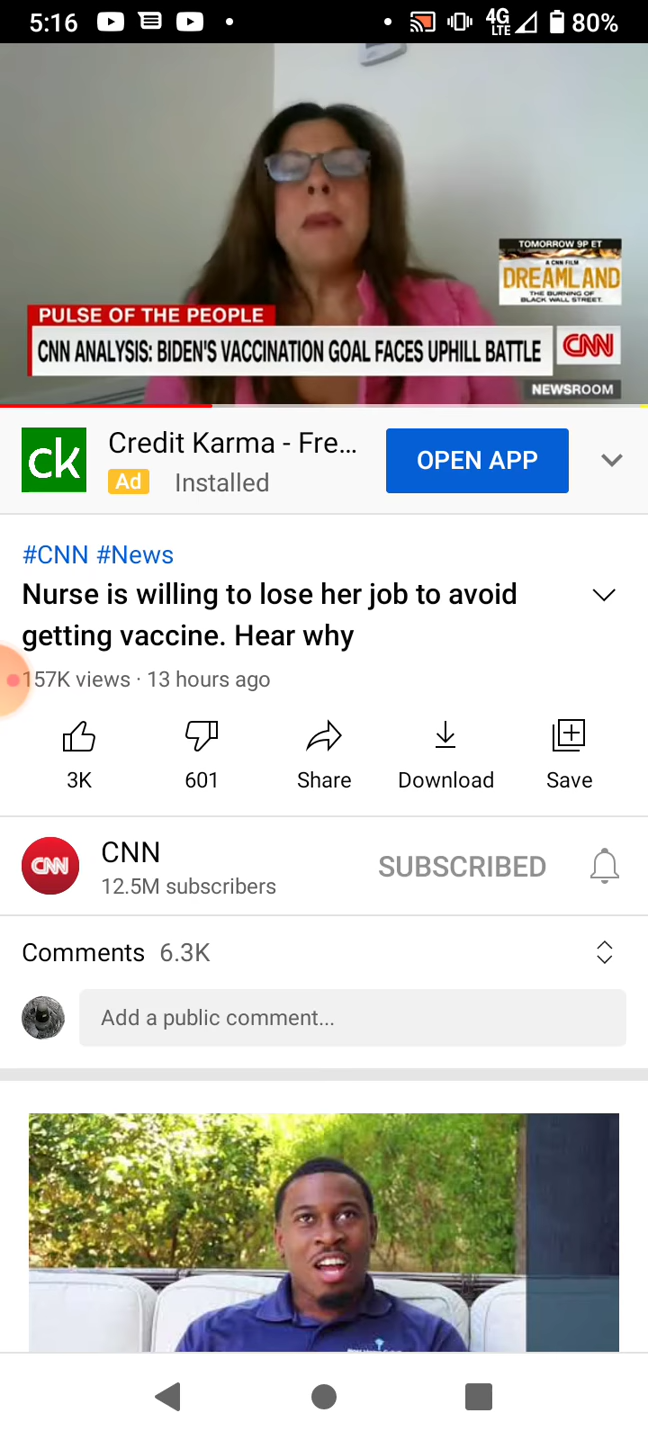 5:16
4G
LTE
80%
TOMORROW 9P ET
A CNN FILM
DREAMLAND
THE BURNING OF
BLACK WALL STREET
PULSE OF THE PEOPLE
CNN ANALYSIS: BIDEN'S VACCINATION GOAL FACES UPHILL BATTLE
CNN
NEWSROOM
ck
Credit Karma - Fre...
Ad Installed
OPEN APP
#CNN #News
Nurse is willing to lose her job to avoid
getting vaccine. Hear why
157K views · 13 hours ago
3K
601
Share
Download
Save
CNN
CNN
12.5M subscribers
SUBSCRIBED
Comments 6.3K
Add a public comment...